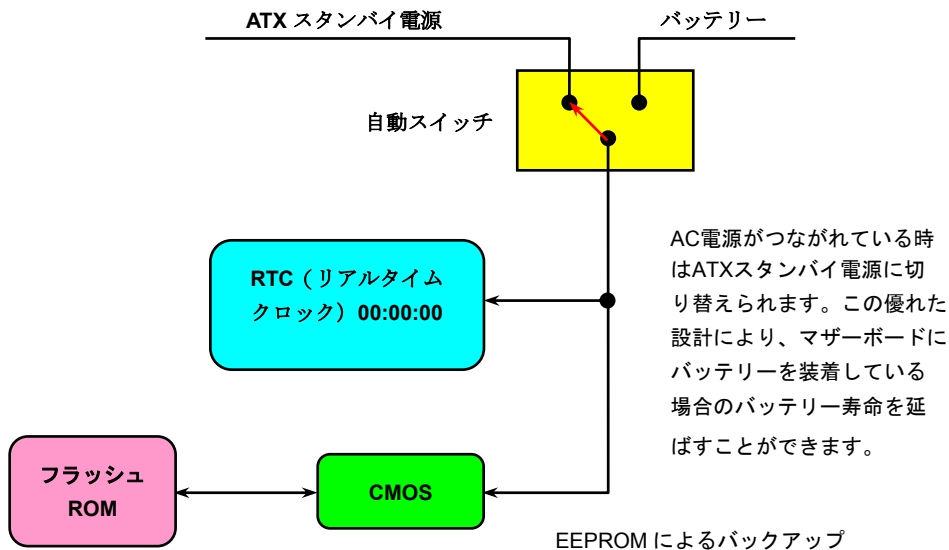 ATX スタンバイ電源
バッテリー
自動スイッチ
RTC（リアルタイム
クロック）00:00:00
AC電源がつながれている時
はATXスタンバイ電源に切
り替えられます。この優れた
設計により、マザーボードに
バッテリーを装着している
場合のバッテリー寿命を延
ばすことができます。
フラッシュ
ROM
CMOS
EEPROM によるバックアップ